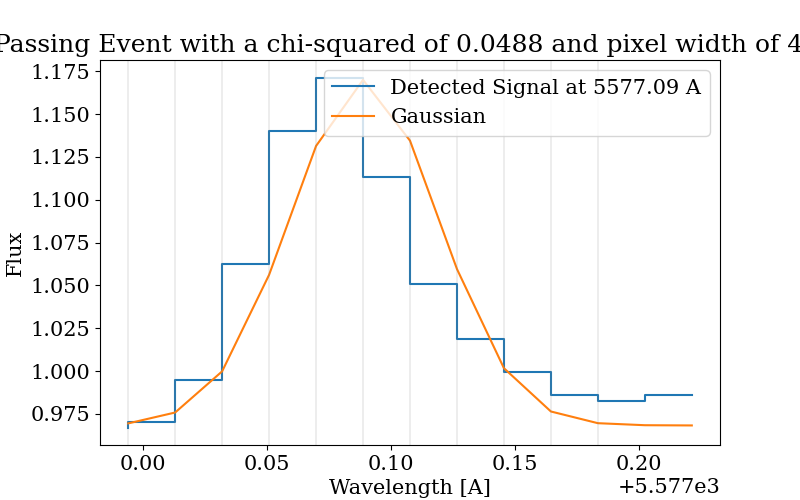 Passing Event with a chi-squared of 0.0488 and pixel width of 4
Detected Signal at 5577.09 A
Gaussian
1.175
1.150
1.125
1.100
1.075
1.050
1.025
1.000
0.975
Flux
0.00 0.05 0.10 0.15 0.20
Wavelength [A]
+5.577e3